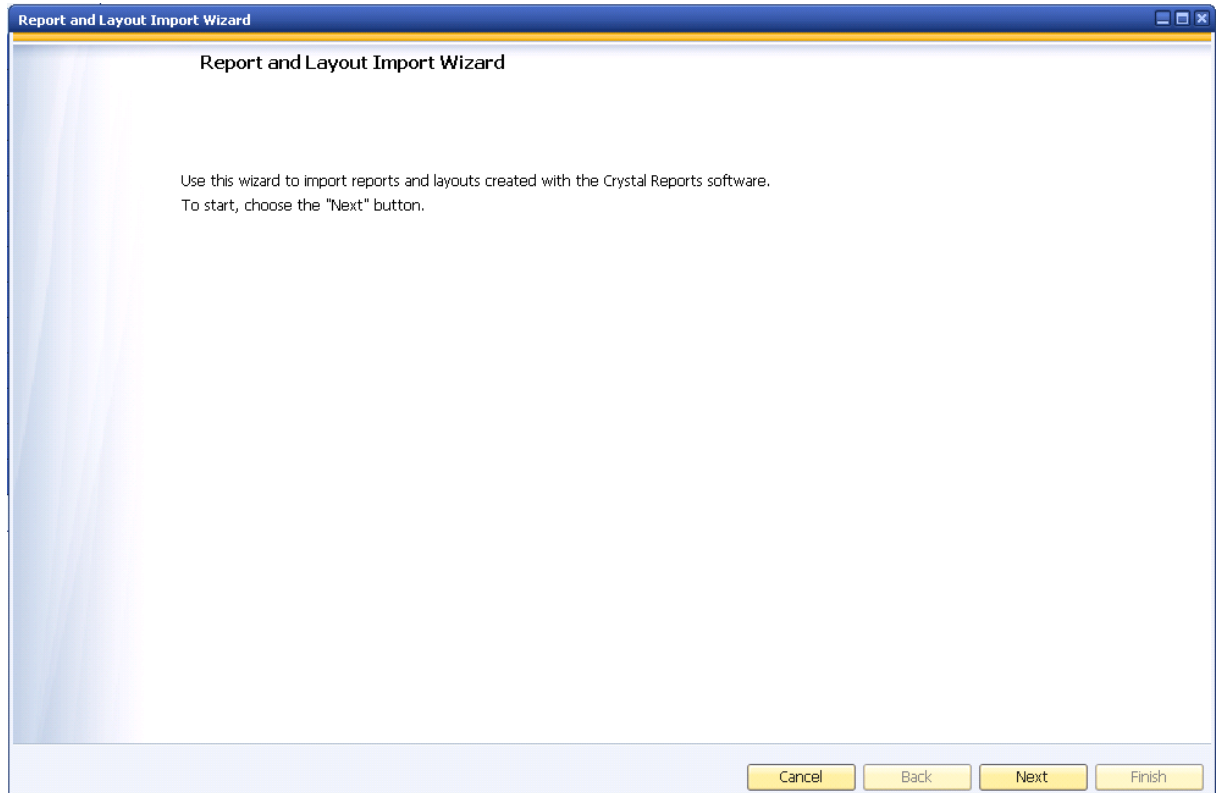 Report and Layout Import Wizard
Report and Layout Import Wizard
Use this wizard to import reports and layouts created with the Crystal Reports software.
To start, choose the "Next" button.
Cancel Back Next Finish